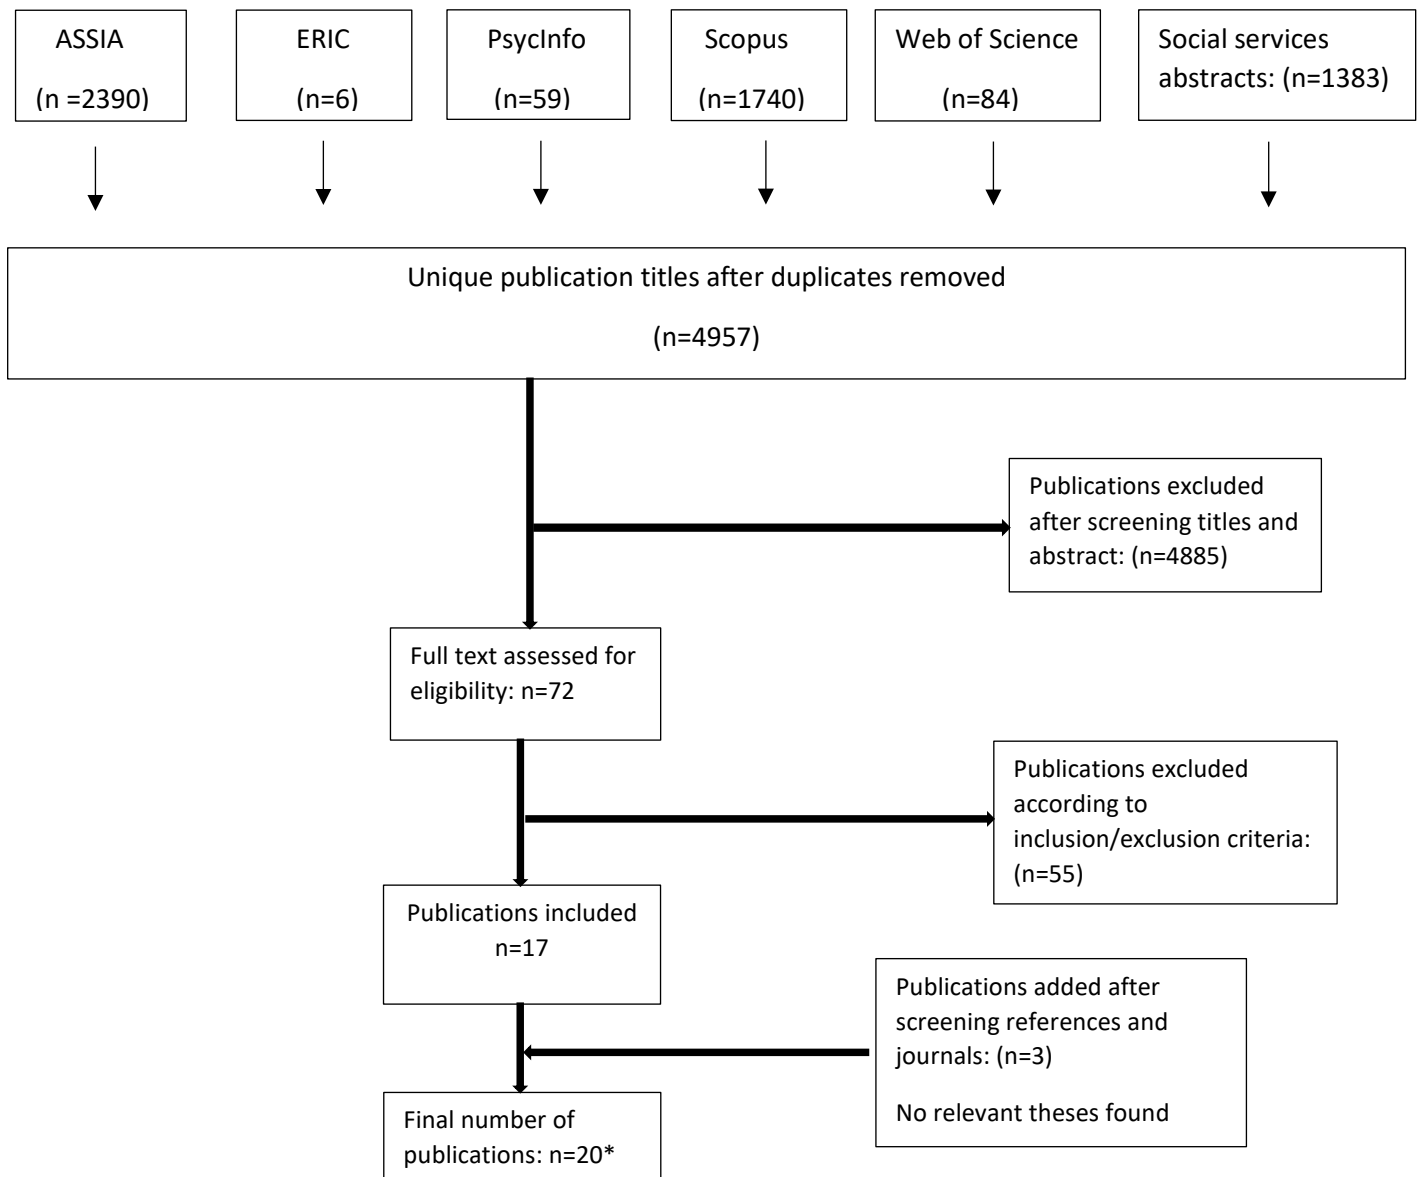 ASSIA
(n =2390)
ERIC
(n=6)
PsycInfo
(n=59)
Scopus
(n=1740)
Web of Science
(n=84)
Social services
abstracts: (n=1383)
Unique publication titles after duplicates removed
(n=4957)
Publications excluded
after screening titles and
abstract: (n=4885)
Full text assessed for
eligibility: n=72
Publications excluded
according to
inclusion/exclusion criteria:
(n=55)
Publications included
n=17
Publications added after
screening references and
journals: (n=3)
No relevant theses found
Final number of
publications: n=20*